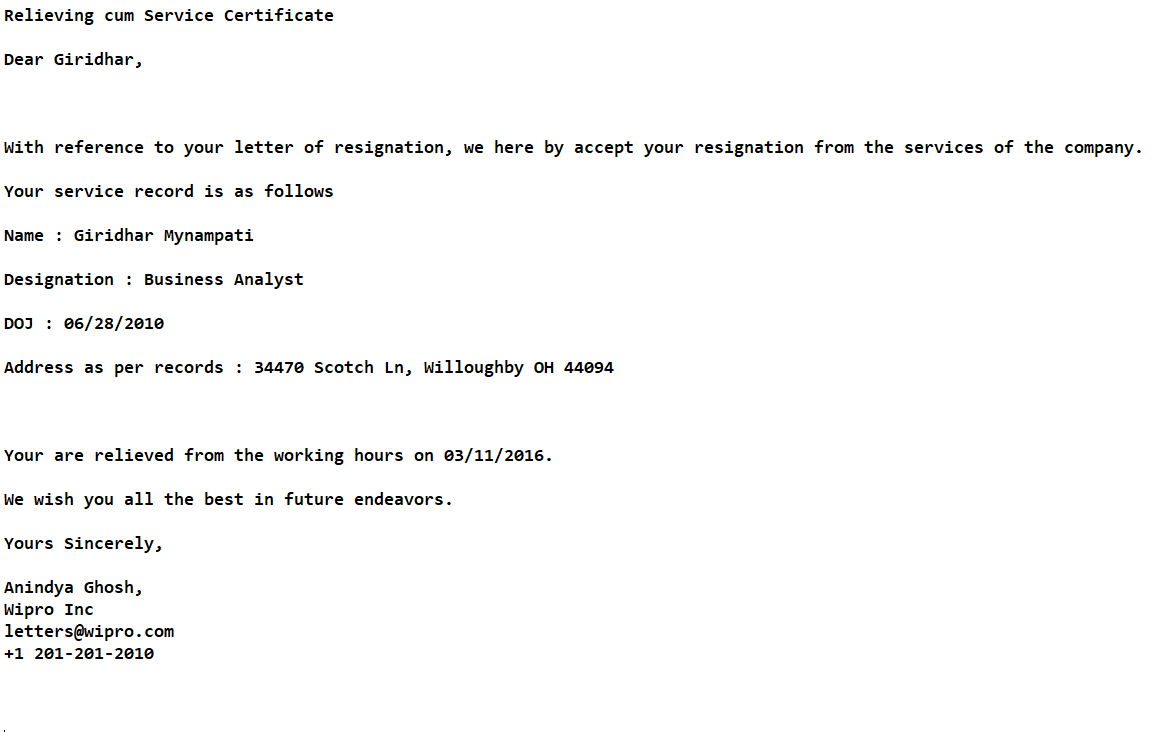 Relieving cum Service Certificate
Dear Giridhar,
With reference to your letter of resignation, we here by accept your resignation from the services of the company.
Your service record is as follows
Name : Giridhar Mynampati
Designation : Business Analyst
DOJ : 06/28/2010
Address as per records : 34470 Scotch Ln, Willoughby OH 44094
Your are relieved from the working hours on 03/11/2016.
We wish you all the best in future endeavors.
Yours Sincerely,
Anindya Ghosh,
Wipro Inc
letters@wipro.com
+1 201-201-2010